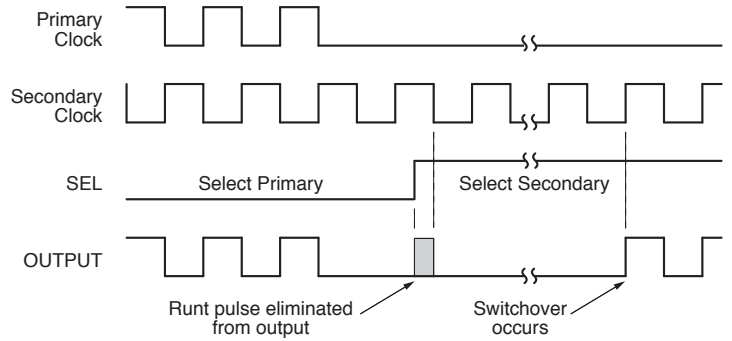 Primary
Clock
Secondary
Clock
SEL
Select Primary
Select Secondary
OUTPUT
Runt pulse eliminated
from output
Switchover
occurs